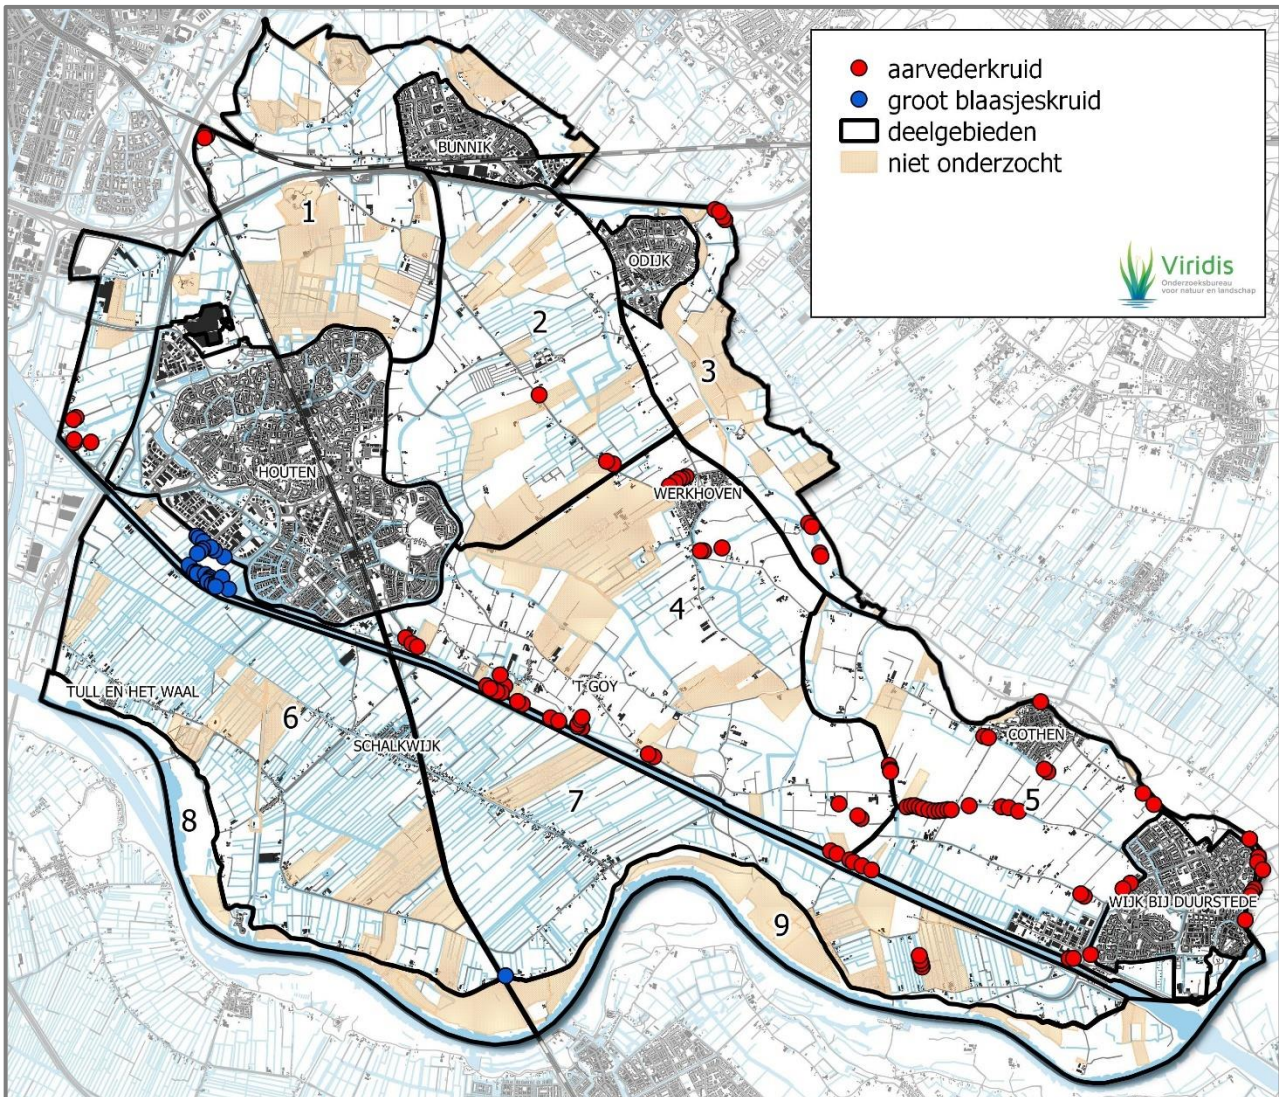 aarvederkruid
groot blaasjeskruid
deelgebieden
niet onderzocht
Viridis
Onderzoeksbureau
voor natuur en landschap
BUNNIK
1
ODIJK
2
3
HOUTEN
WERKHOVEN
4
'T GOY
TULL EN HET WAAL
6
SCHALKWIJK
COTHEN
7
5
8
WIJK BIJ DUURSTEDE
9